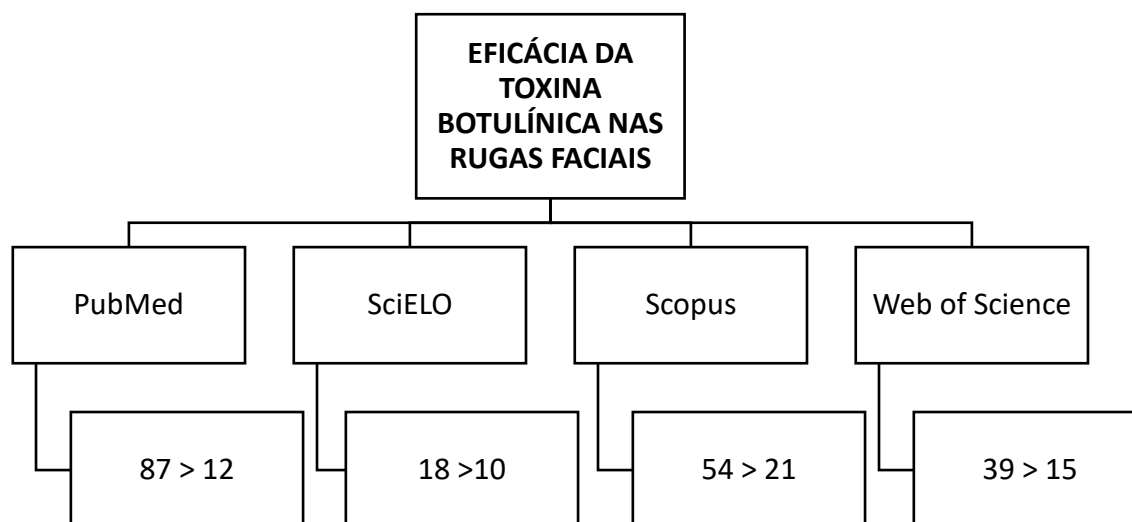 EFICÁCIA DA
TOXINA
BOTULÍNICA NAS
RUGAS FACIAIS
PubMed
SciELO
Scopus
Web of Science
87 > 12
18 >10
54 > 21
39 > 15